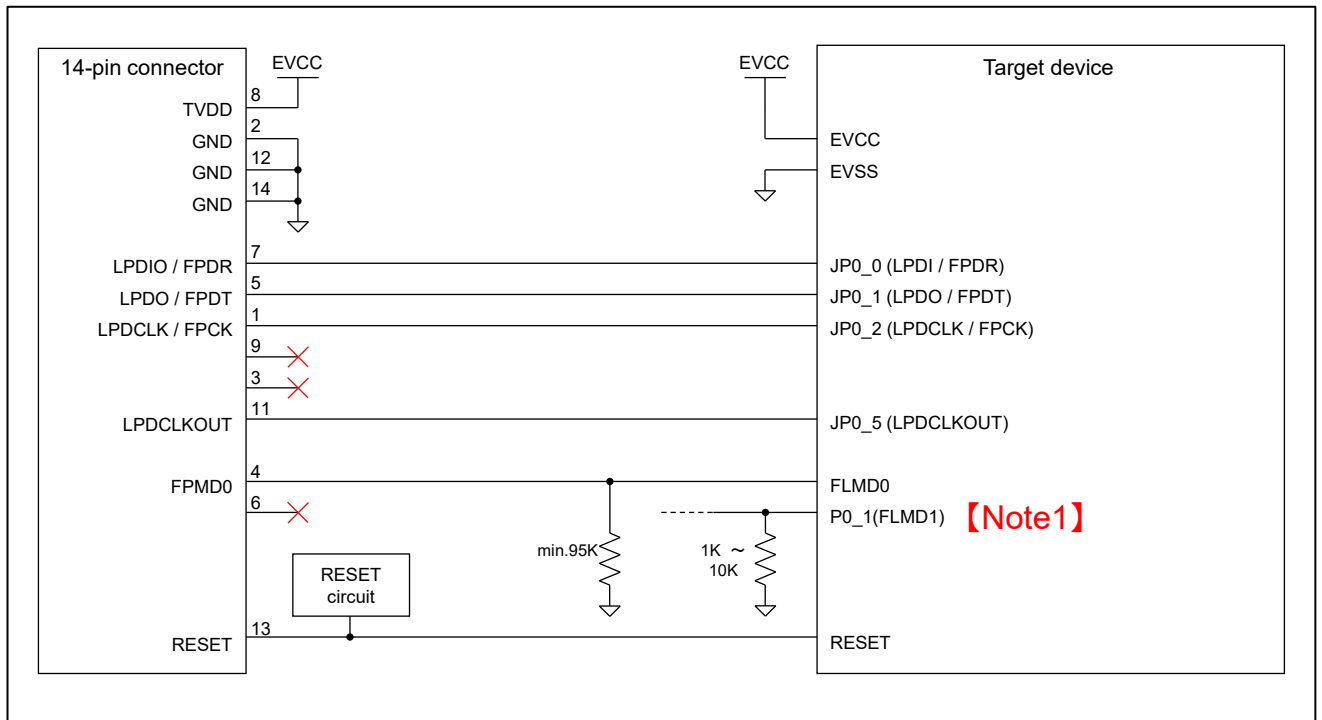 14-pin connector
EVCC
8
TVDD
2
GND
12
GND
14
GND
7
LPDIO / FPDR
5
LPDO / FPDT
1
LPDCLK / FPCK
9
3
11
LPDCLKOUT
4
FPMD0
6
RESET
circuit
13
RESET
min.95K
1K ～
10K
EVCC
Target device
EVCC
EVSS
JP0_0 (LPDI / FPDR)
JP0_1 (LPDO / FPDT)
JP0_2 (LPDCLK / FPCK)
JP0_5 (LPDCLKOUT)
FLMD0
P0_1(FLMD1) 【Note1】
RESET